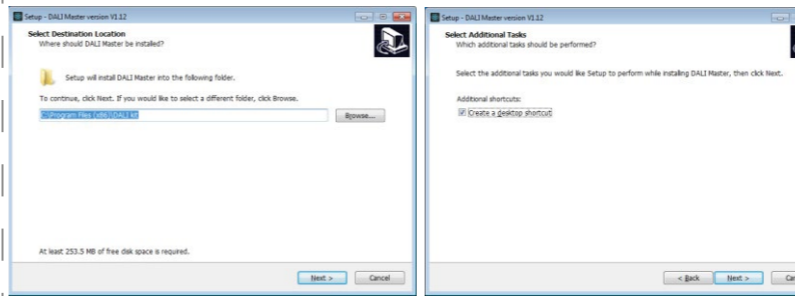 Setup - DALI Master version V1.12
Select Destination Location
Where should DALI Master be installed?
Setup will install DALI Master into the following folder.
To continue, click Next. If you would like to select a different folder, click Browse.
C:\Program Files (x86)\DALI kit
Browse...
At least 253.5 MB of free disk space is required.
Next >
Cancel
Setup - DALI Master version V1.12
Select Additional Tasks
Which additional tasks should be performed?
Select the additional tasks you would like Setup to perform while installing DALI Master, then click Next.
Additional shortcuts:
Create a desktop shortcut
< Back
Next >